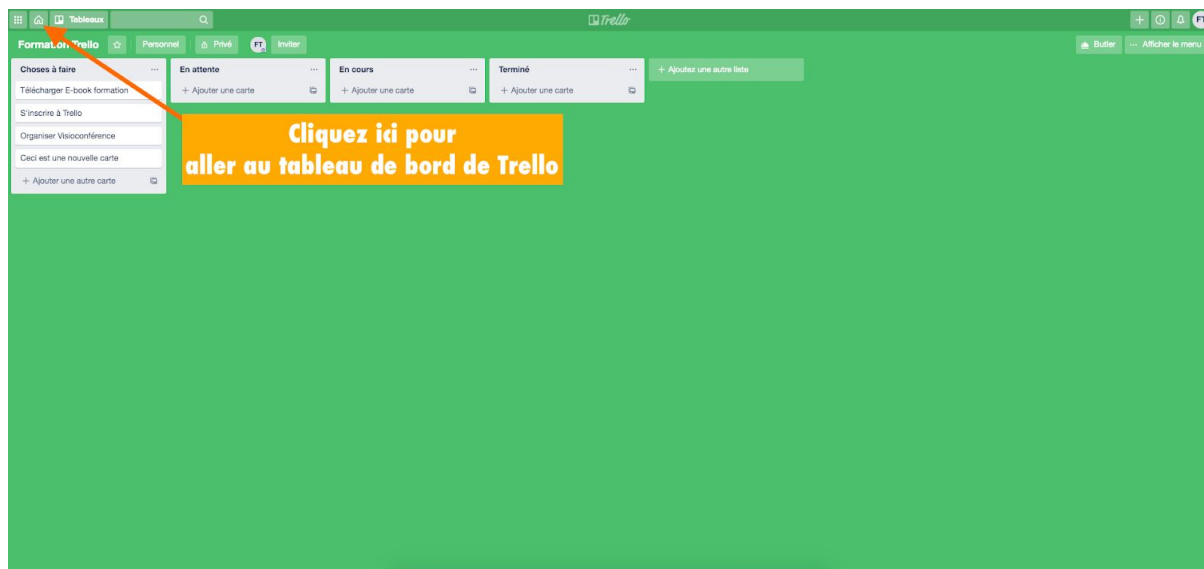 Tableaux
Trello
FT
Formation Trello
Personnel
Privé
FT
Inviter
Butler
... Afficher le menu
Choses à faire ...
Télécharger E-book formation
S'inscrire à Trello
Organiser Visioconférence
Ceci est une nouvelle carte
+ Ajouter une autre carte
En attente ...
+ Ajouter une carte
En cours ...
+ Ajouter une carte
Terminé ...
+ Ajouter une carte
+ Ajoutez une autre liste
Cliquez ici pour
aller au tableau de bord de Trello